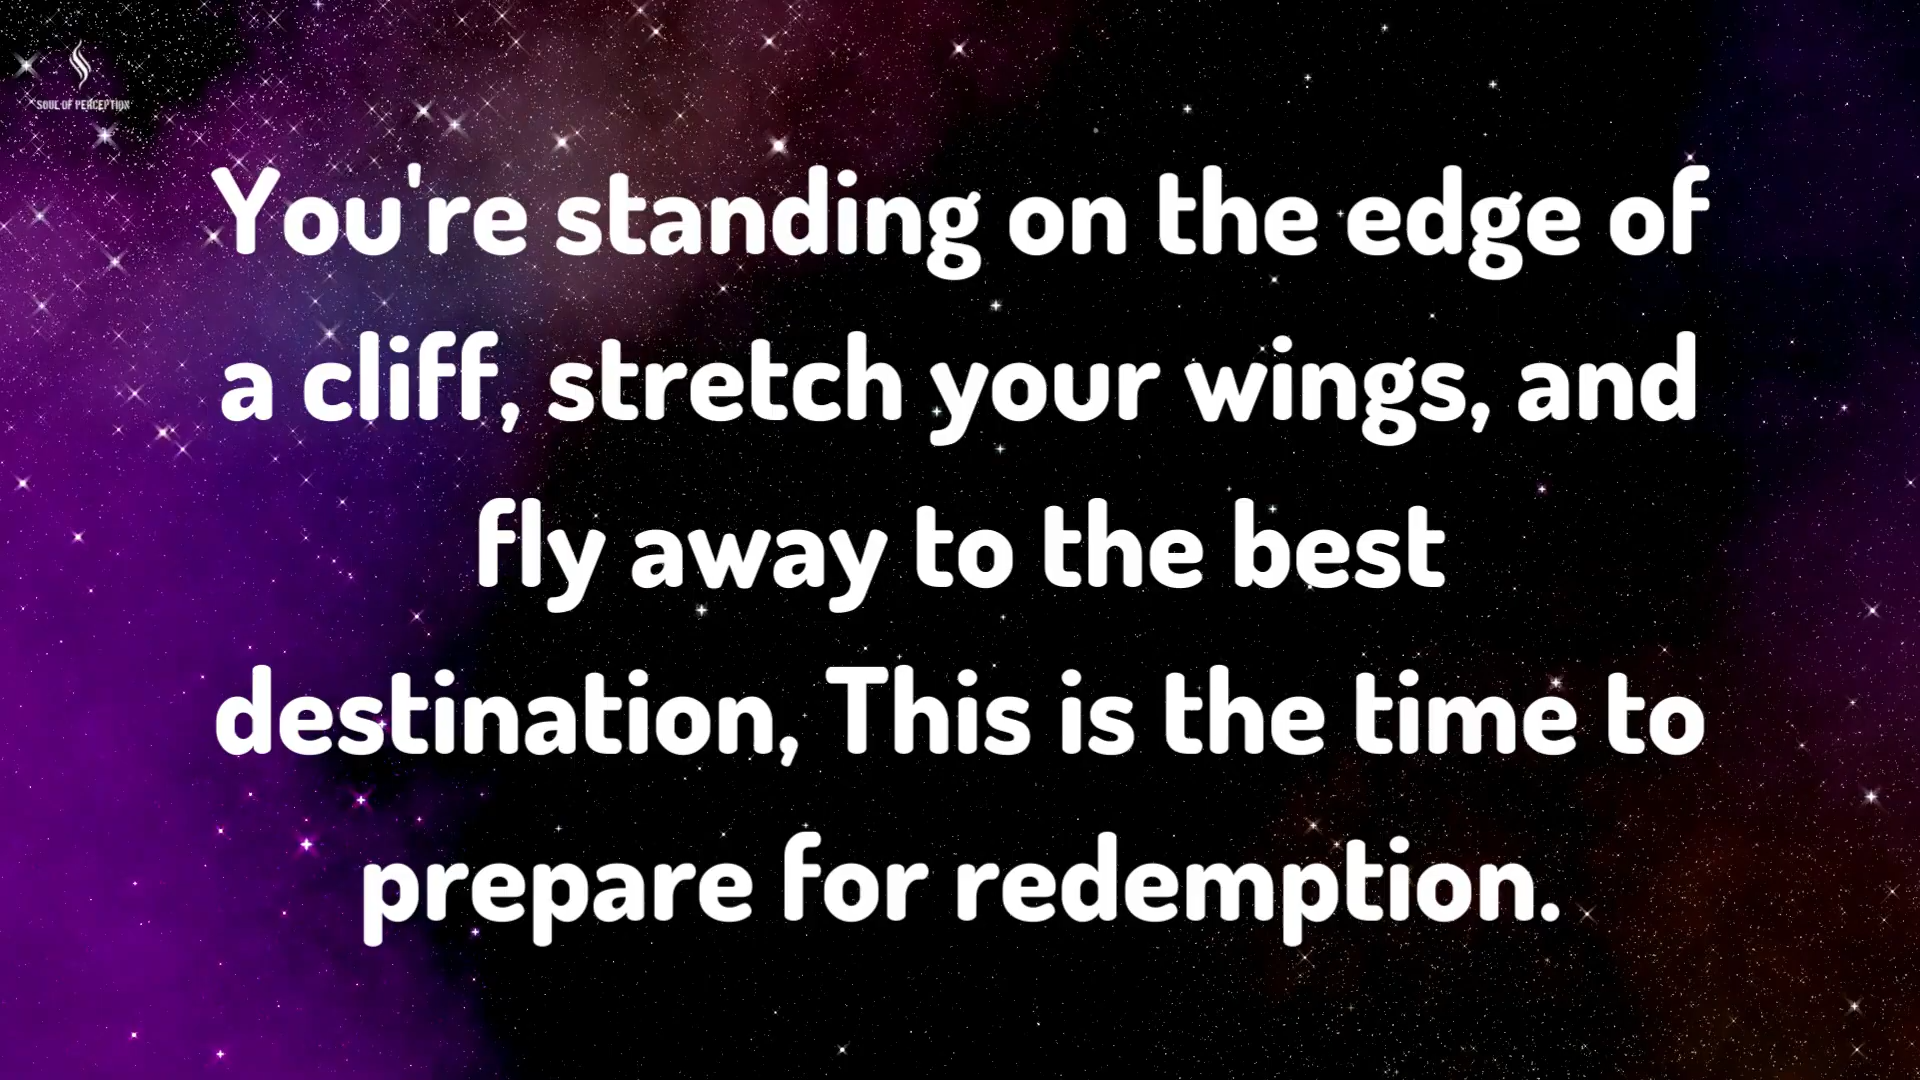 SOUL OF PERCEPTION
You're standing on the edge of
a cliff, stretch your wings, and
fly away to the best
destination, This is the time to
prepare for redemption.